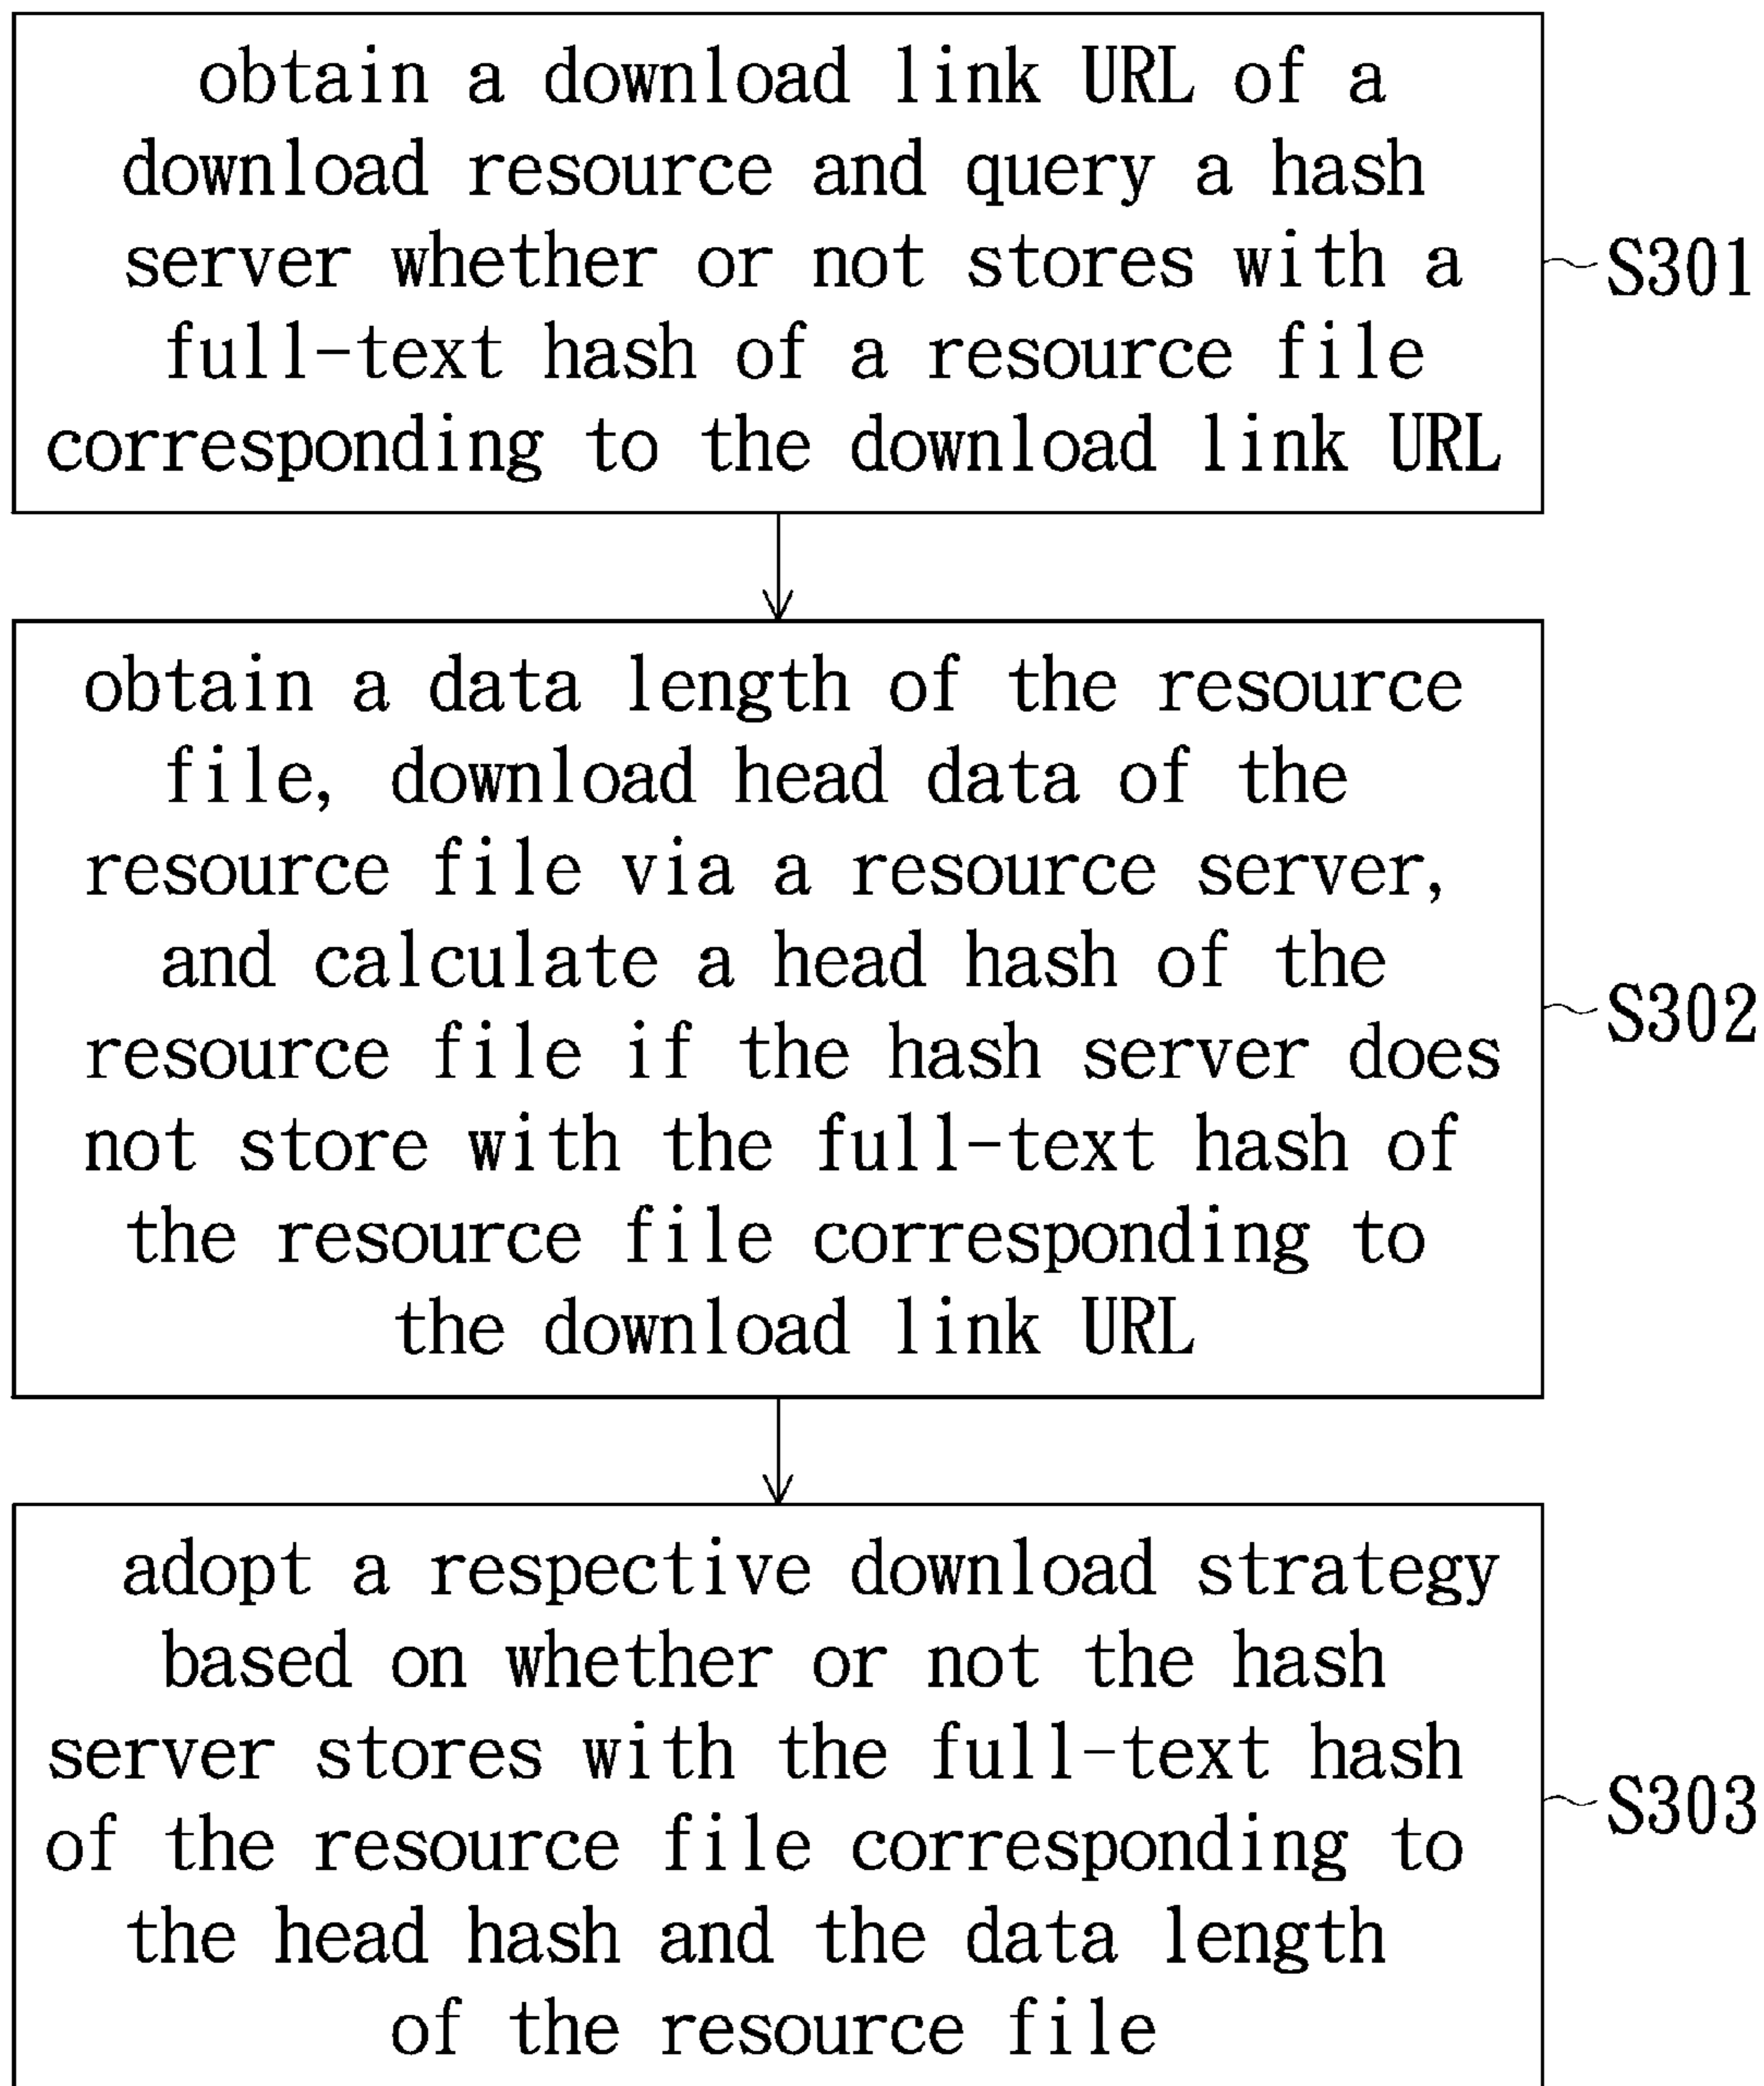 obtain a download link URL of a
download resource and query a hash
server whether or not stores with a
full-text hash of a resource file
corresponding to the download link URL
S301
obtain a data length of the resource
file, download head data of the
resource file via a resource server,
and calculate a head hash of the
resource file if the hash server does
not store with the full-text hash of
the resource file corresponding to
the download link URL
S302
adopt a respective download strategy
based on whether or not the hash
server stores with the full-text hash
of the resource file corresponding to
the head hash and the data length
of the resource file
S303